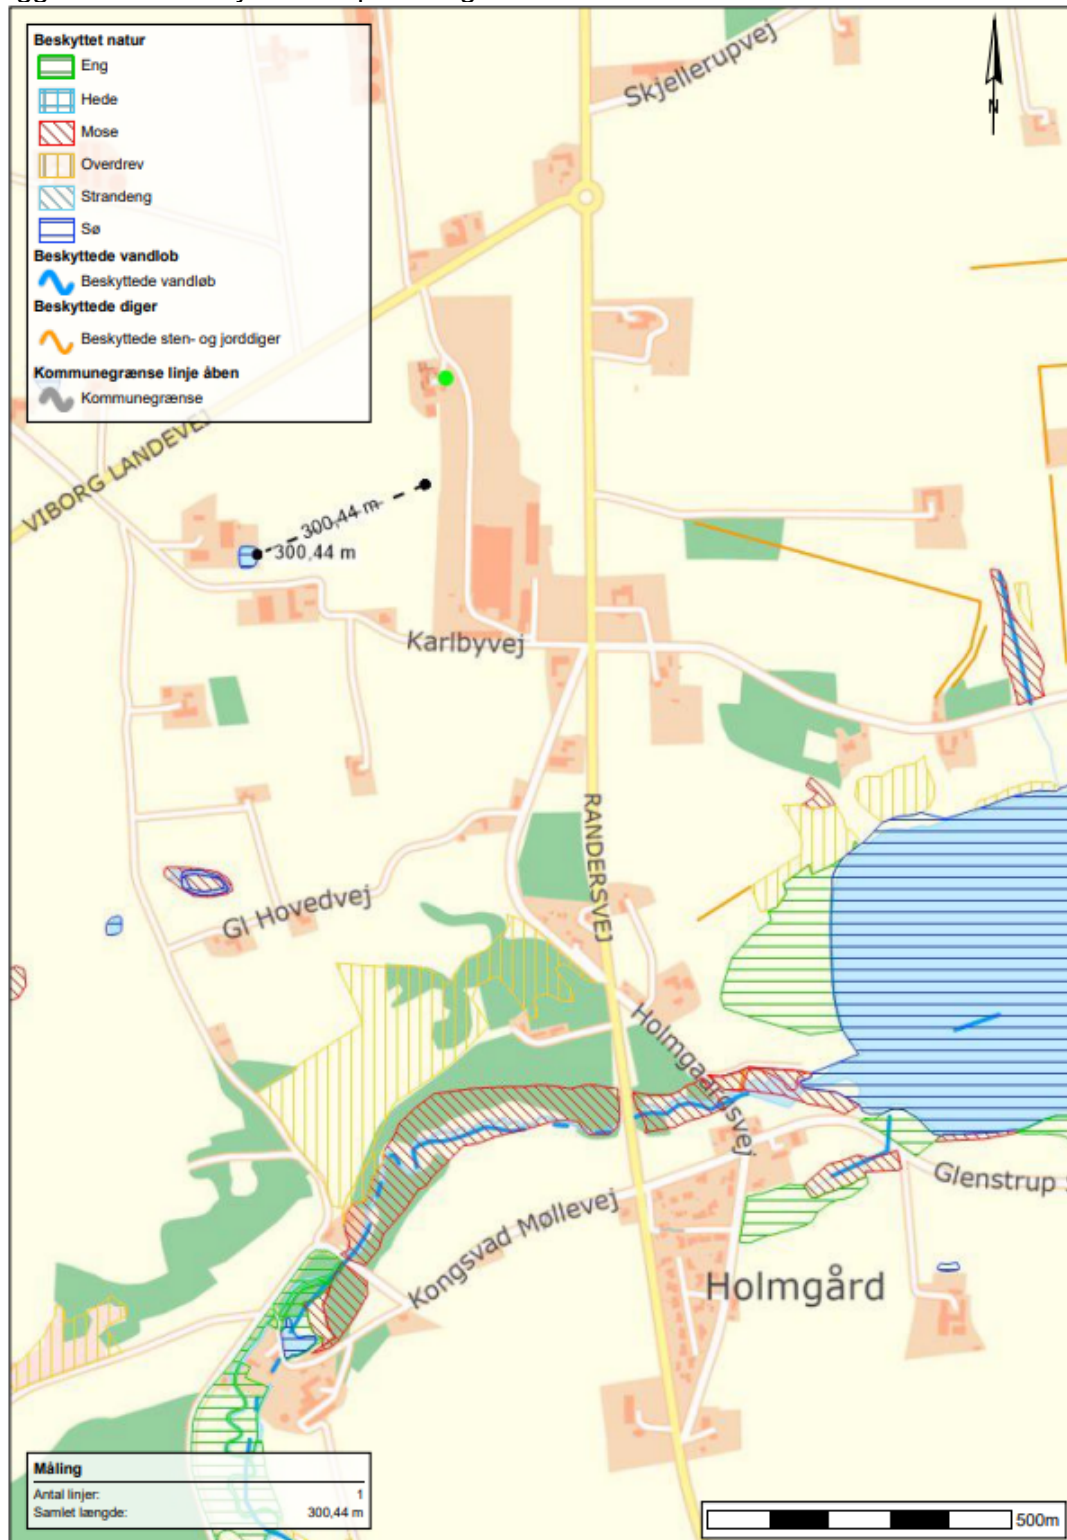 Beskyttet natur
Eng
Hede
Mose
Overdrev
Strandeng
Sø
Beskyttede vandlob
Beskyttede vandløb
Beskyttede diger
Beskyttede sten- og jorddiger
Kommunegrænse linje åben
Kommunegrænse
Skjellerupvej
N
VIBORG LANDEVEJ
300,44 m
300,44 m
Karlbyvej
RANDERSVEJ
Gl Hovedvej
Holmgaardsvej
Glenstrup
Kongsvad Møllevej
Holmgård
Måling
Antal linjer: 1
Samlet længde: 300,44 m
500m